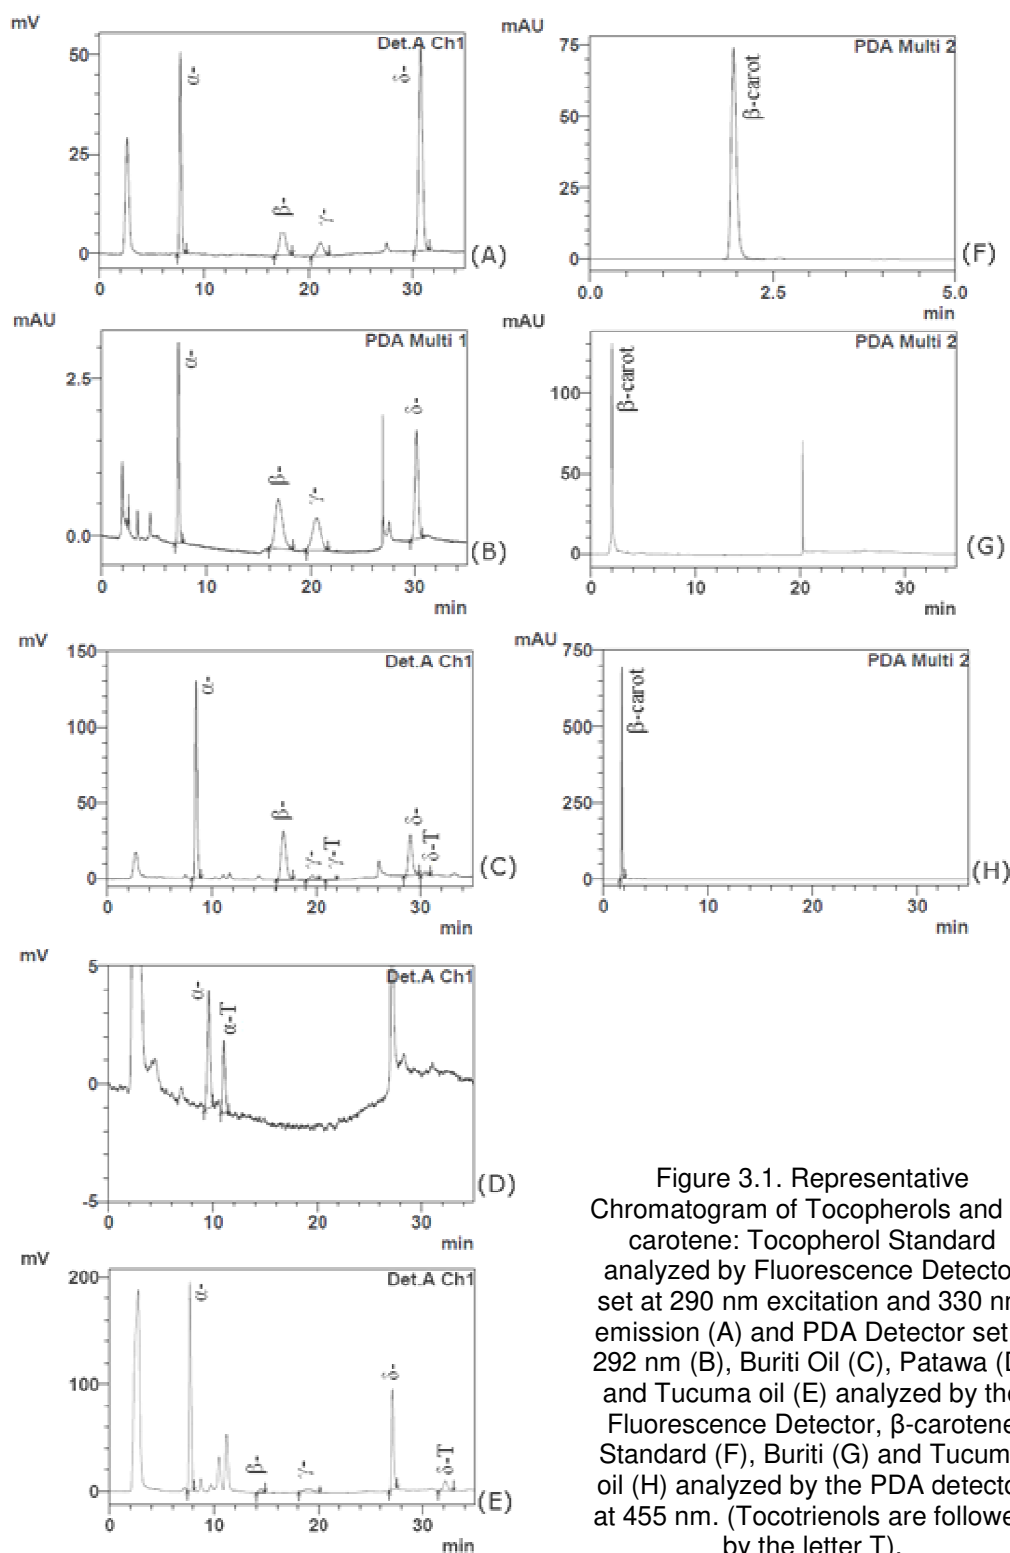 mV
Det.A Ch1
50
25
0
α-
β-
γ-
δ-
0 10 20 30
(A)
mAU
PDA Multi 1
2.5
0.0
α-
β-
γ-
δ-
0 10 20 30
min
(B)
mV
Det.A Ch1
150
100
50
0
α-
β-
γ-
γ-T
δ-
δ-T
0 10 20 30
min
(C)
mV
Det.A Ch1
5
0
-5
α-
α-T
0 10 20 30
min
(D)
mV
Det.A Ch1
200
100
0
α-
β-
γ-
δ-
δ-T
0 10 20 30
min
(E)
mAU
PDA Multi 2
75
50
25
0
β-carot
0.0 2.5 5.0
min
(F)
mAU
PDA Multi 2
100
50
0
β-carot
0 10 20 30
min
(G)
mAU
PDA Multi 2
750
500
250
0
β-carot
0 10 20 30
min
(H)
Figure 3.1. Representative
Chromatogram of Tocopherols and
carotene: Tocopherol Standard
analyzed by Fluorescence Detecto
set at 290 nm excitation and 330 nm
emission (A) and PDA Detector set
292 nm (B), Buriti Oil (C), Patawa (D
and Tucuma oil (E) analyzed by the
Fluorescence Detector, β-carotene
Standard (F), Buriti (G) and Tucum
oil (H) analyzed by the PDA detecto
at 455 nm. (Tocotrienols are followe
by the letter T).